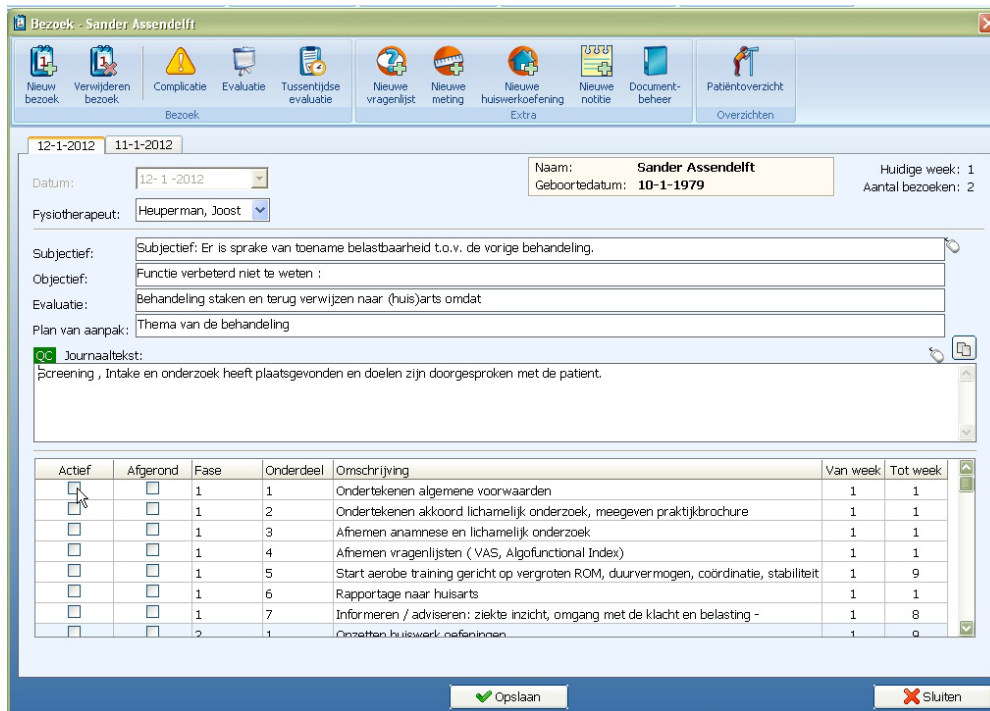 Bezoek - Sander Assendelft
Nieuw bezoek
Verwijderen bezoek
Complicatie
Evaluatie
Tussentijdse evaluatie
Nieuwe vragenlijst
Nieuwe meting
Nieuwe huiswerkoefening
Nieuwe notitie
Document-beheer
Patiëntoverzicht
Bezoek
Extra
Overzichten
12-1-2012 11-1-2012
Datum: 12- 1 -2012
Naam: Sander Assendelft
Geboortedatum: 10-1-1979
Huidige week: 1
Aantal bezoeken: 2
Fysiotherapeut: Heuperman, Joost
Subjectief: Subjectief: Er is sprake van toename belastbaarheid t.o.v. de vorige behandeling.
Objectief: Functie verbeterd niet te weten :
Evaluatie: Behandeling staken en terug verwijzen naar (huis)arts omdat
Plan van aanpak: Thema van de behandeling
QC Journaaltekst:
Screening , Intake en onderzoek heeft plaatsgevonden en doelen zijn doorgesproken met de patient.
Actief Afgerond Fase Onderdeel Omschrijving Van week Tot week
1 1 Ondertekenen algemene voorwaarden 1 1
1 2 Ondertekenen akkoord lichamelijk onderzoek, meegeven praktijkbrochure 1 1
1 3 Afnemen anamnese en lichamelijk onderzoek 1 1
1 4 Afnemen vragenlijsten ( VAS, Algofunctional Index) 1 1
1 5 Start aerobe training gericht op vergroten ROM, duurvermogen, coördinatie, stabiliteit 1 9
1 6 Rapportage naar huisarts 1 1
1 7 Informeren / adviseren: ziekte inzicht, omgang met de klacht en belasting - 1 8
2 1 Opzetten huiswerk oefeningen 1 9
Opslaan
Sluiten